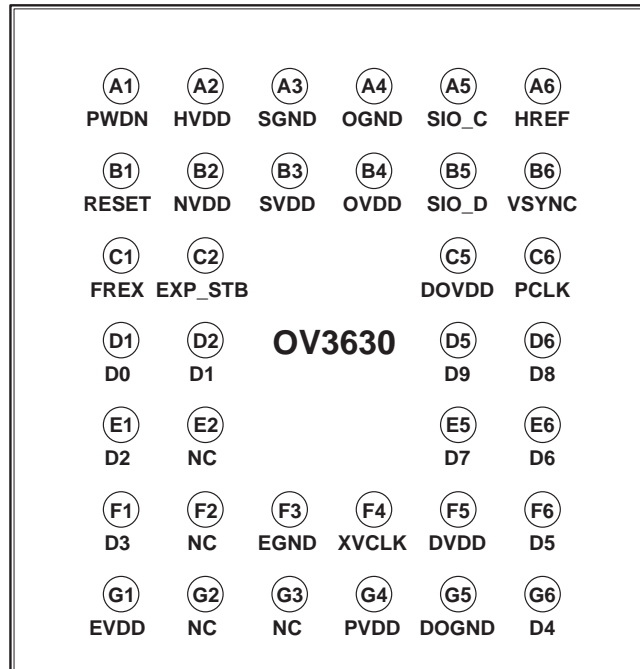 A1 A2 A3 A4 A5 A6
PWDN HVDD SGND OGND SIO_C HREF
B1 B2 B3 B4 B5 B6
RESET NVDD SVDD OVDD SIO_D VSYNC
C1 C2 C5 C6
FREX EXP_STB DOVDD PCLK
D1 D2 OV3630 D5 D6
D0 D1 D9 D8
E1 E2 E5 E6
D2 NC D7 D6
F1 F2 F3 F4 F5 F6
D3 NC EGND XVCLK DVDD D5
G1 G2 G3 G4 G5 G6
EVDD NC NC PVDD DOGND D4